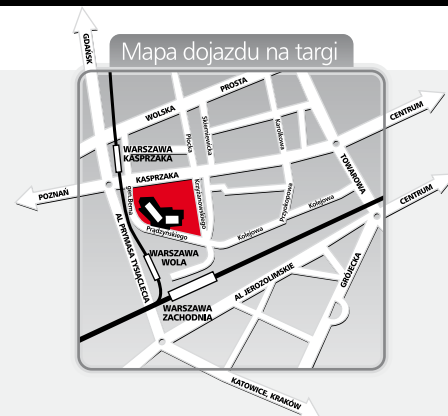 GDAŃSK
Mapa dojazdu na targi
PROSTA
WOLSKA
CENTRUM
Płocka
Skierniewicka
Karolkowa
WARSZAWA
KASPRZAKA
TOWAROWA
POZNAŃ
KASPRZAKA
gen.Bema
Krzyżanowskiego
Przyokopowa
Kolejowa
CENTRUM
AL PRYMASA TYSIĄCLECIA
Prądzyńskiego
Kolejowa
WARSZAWA
WOLA
AL JEROZOLIMSKIE
GRÓJECKA
WARSZAWA
ZACHODNIA
KATOWICE, KRAKÓW